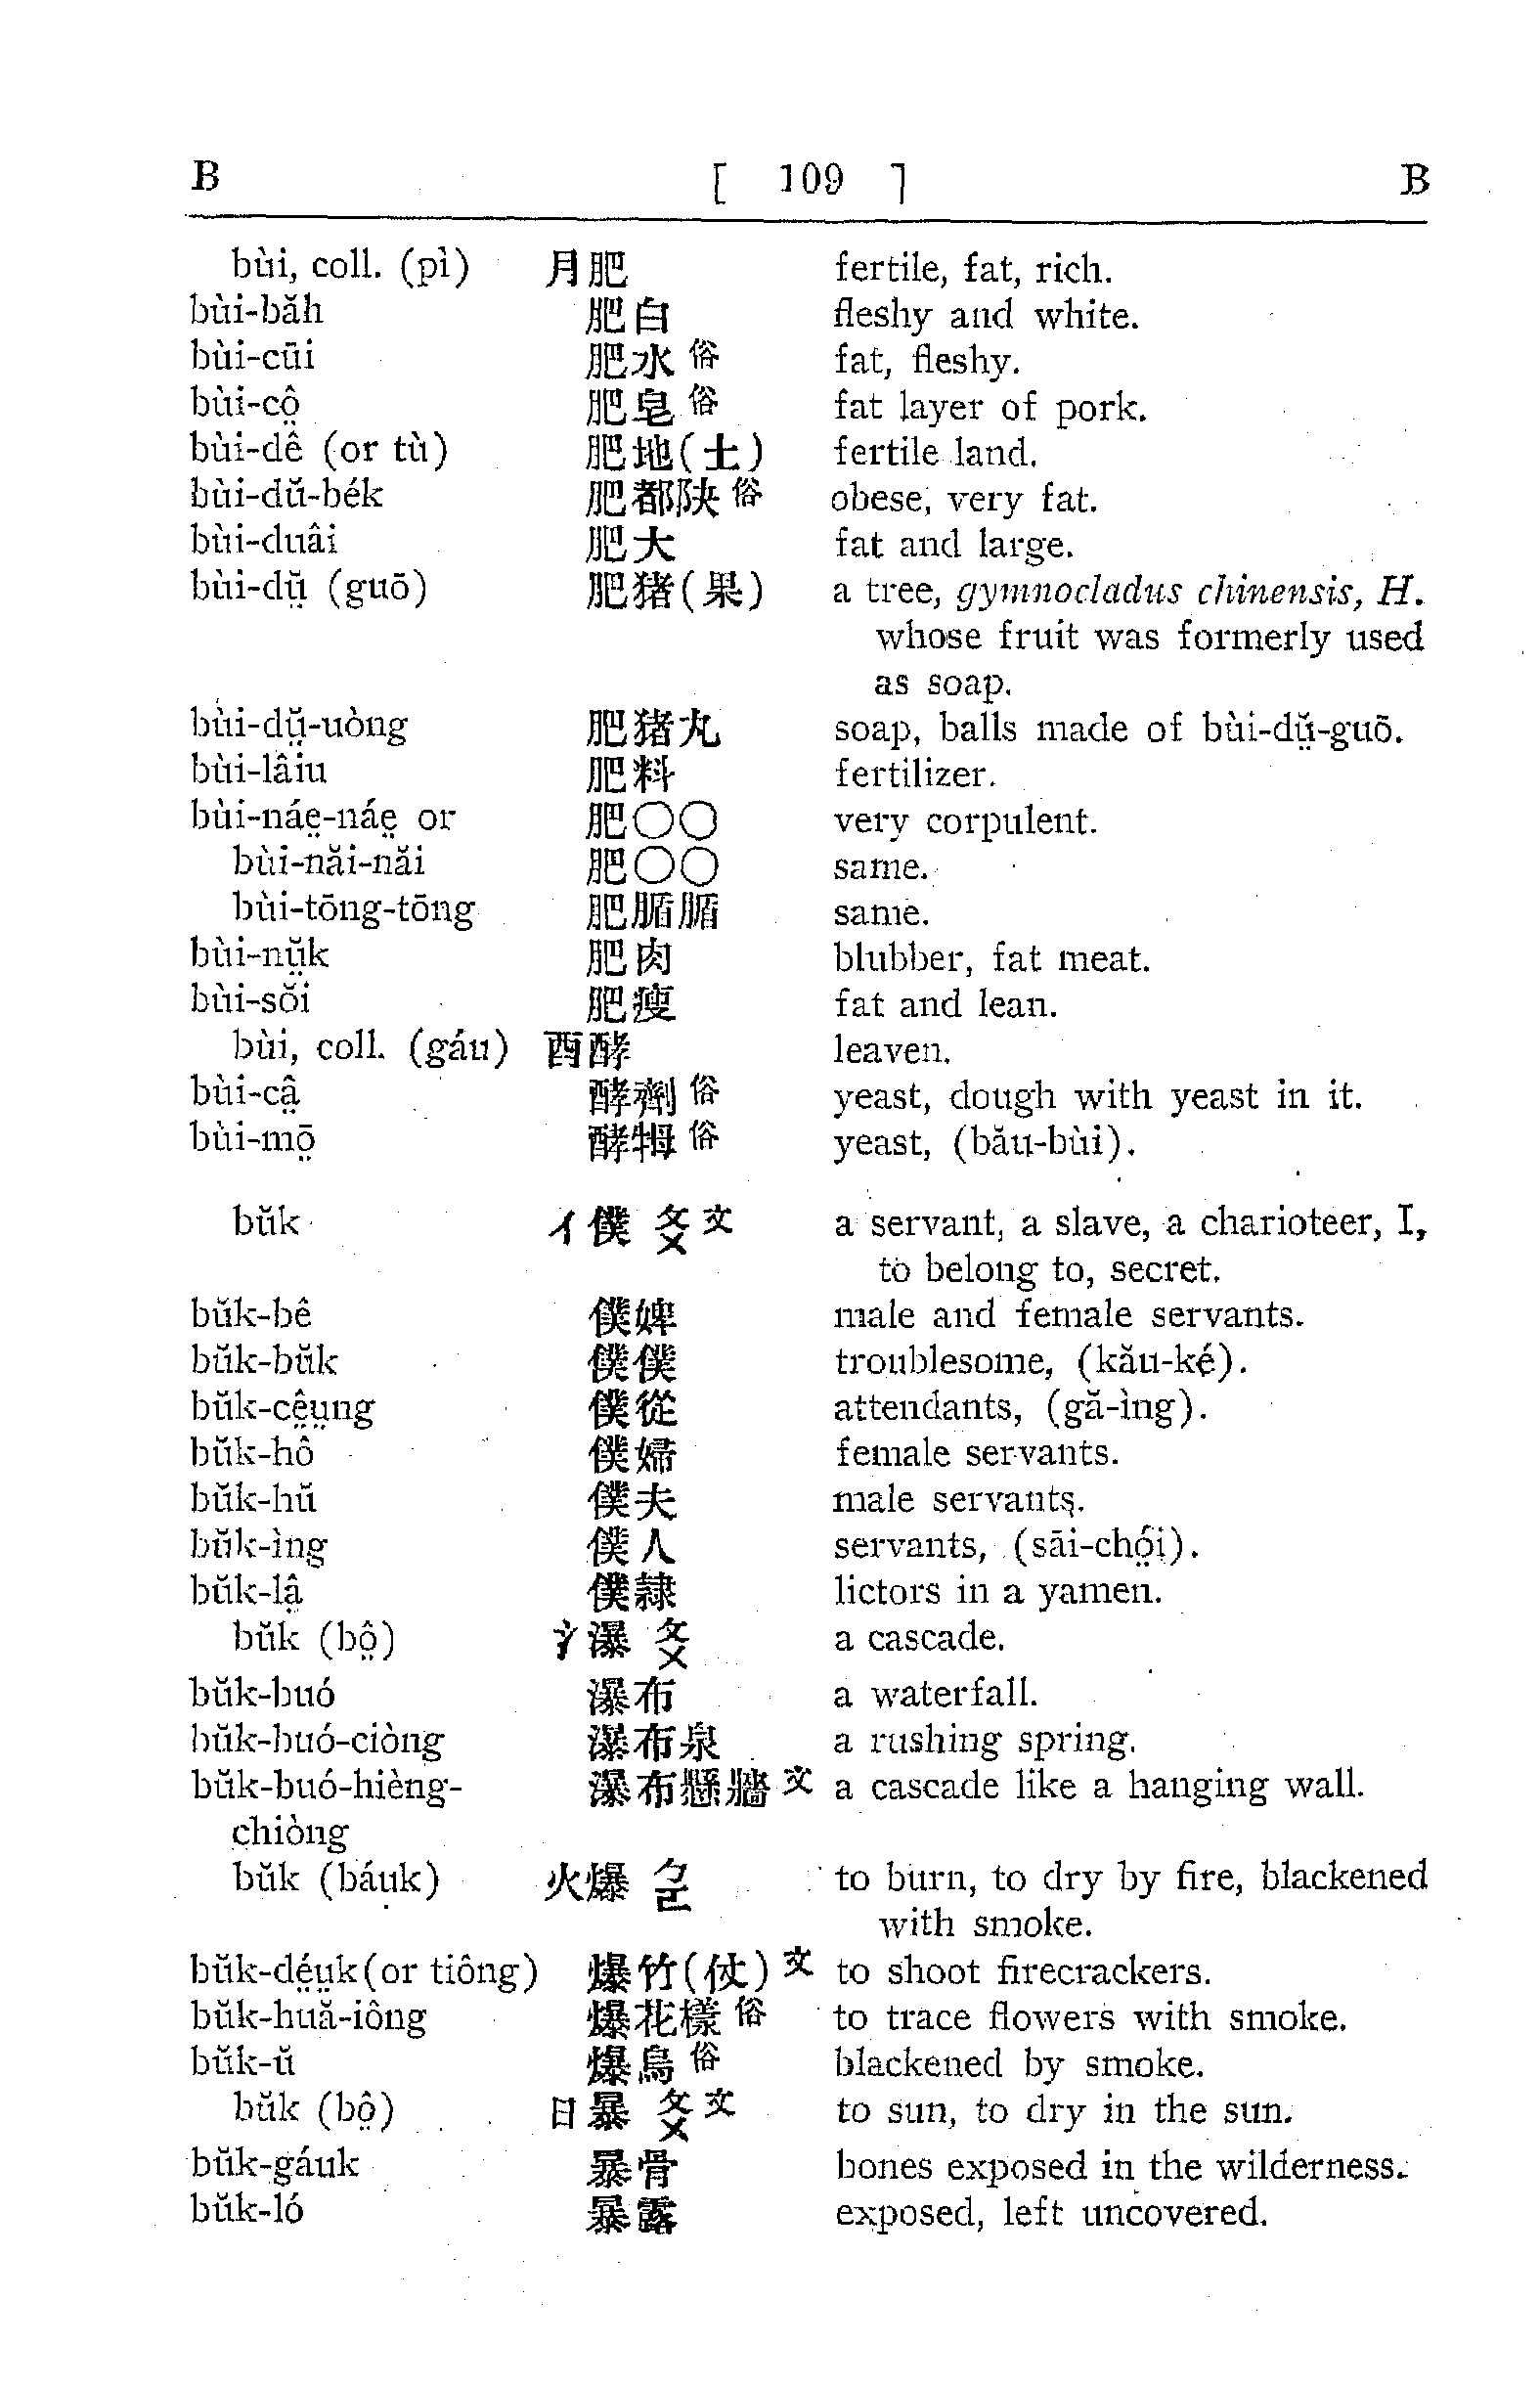 B [ 109 ] B
bùi, coll. (pì) 月肥 fertile, fat, rich.
bùi-băh 肥白 fleshy and white.
bùi-cūi 肥水俗 fat, fleshy.
bùi-cô̤ 肥皂俗 fat layer of pork.
bùi-dê (or tù) 肥地(土) fertile land.
bùi-dŭ-bék 肥都陝俗 obese, very fat.
bùi-duâi 肥大 fat and large.
bùi-dṳ̆ (guō) 肥猪(果) a tree, gymnocladus chinensis, H.
whose fruit was formerly used
as soap.
bùi-dṳ̆-uòng 肥猪丸 soap, balls made of bùi-dṳ̆-guō.
bùi-lâiu 肥料 fertilizer.
bùi-náe̤-náe̤ or 肥〇〇 very corpulent.
bùi-năi-năi 肥〇〇 same.
bùi-tōng-tōng 肥腯腯 same.
bùi-nṳ̆k 肥肉 blubber, fat meat.
bùi-sŏi 肥瘦 fat and lean.
bùi, coll. (gáu) 酉酵 leaven.
bùi-câ̤ 酵劑俗 yeast, dough with yeast in it.
bùi-mō̤ 酵牳俗 yeast, (bău-bùi).
bŭk 亻僕 ㄆㄨ文 a servant, a slave, a charioteer, I,
to belong to, secret.
bŭk-bê 僕婢 male and female servants.
bŭk-bŭk 僕僕 troublesome, (kău-ké̤).
bŭk-cê̤ṳng 僕從 attendants, (gă-ìng).
bŭk-hô 僕婦 female servants.
bŭk-hŭ 僕夫 male servants.
bŭk-ìng 僕人 servants, (sāi-chó̤i).
bŭk-lâ̤ 僕隸 lictors in a yamen.
bŭk (bô̤) 氵瀑 ㄆㄨ a cascade.
bŭk-buó 瀑布 a waterfall.
bŭk-buó-ciòng 瀑布泉 a rushing spring.
bŭk-buó-hièng- 瀑布懸牆文 a cascade like a hanging wall.
chiòng
bŭk (báuk) 火爆 ㄅㄛ to burn, to dry by fire, blackened
with smoke.
bŭk-dé̤ṳk (or tiông) 爆竹(仗)文 to shoot firecrackers.
bŭk-huă-iông 爆花樣俗 to trace flowers with smoke.
bŭk-ŭ 爆烏俗 blackened by smoke.
bŭk (bô̤) 日暴 ㄆㄨ文 to sun, to dry in the sun.
bŭk-gáuk 暴骨 bones exposed in the wilderness.
bŭk-ló 暴露 exposed, left uncovered.